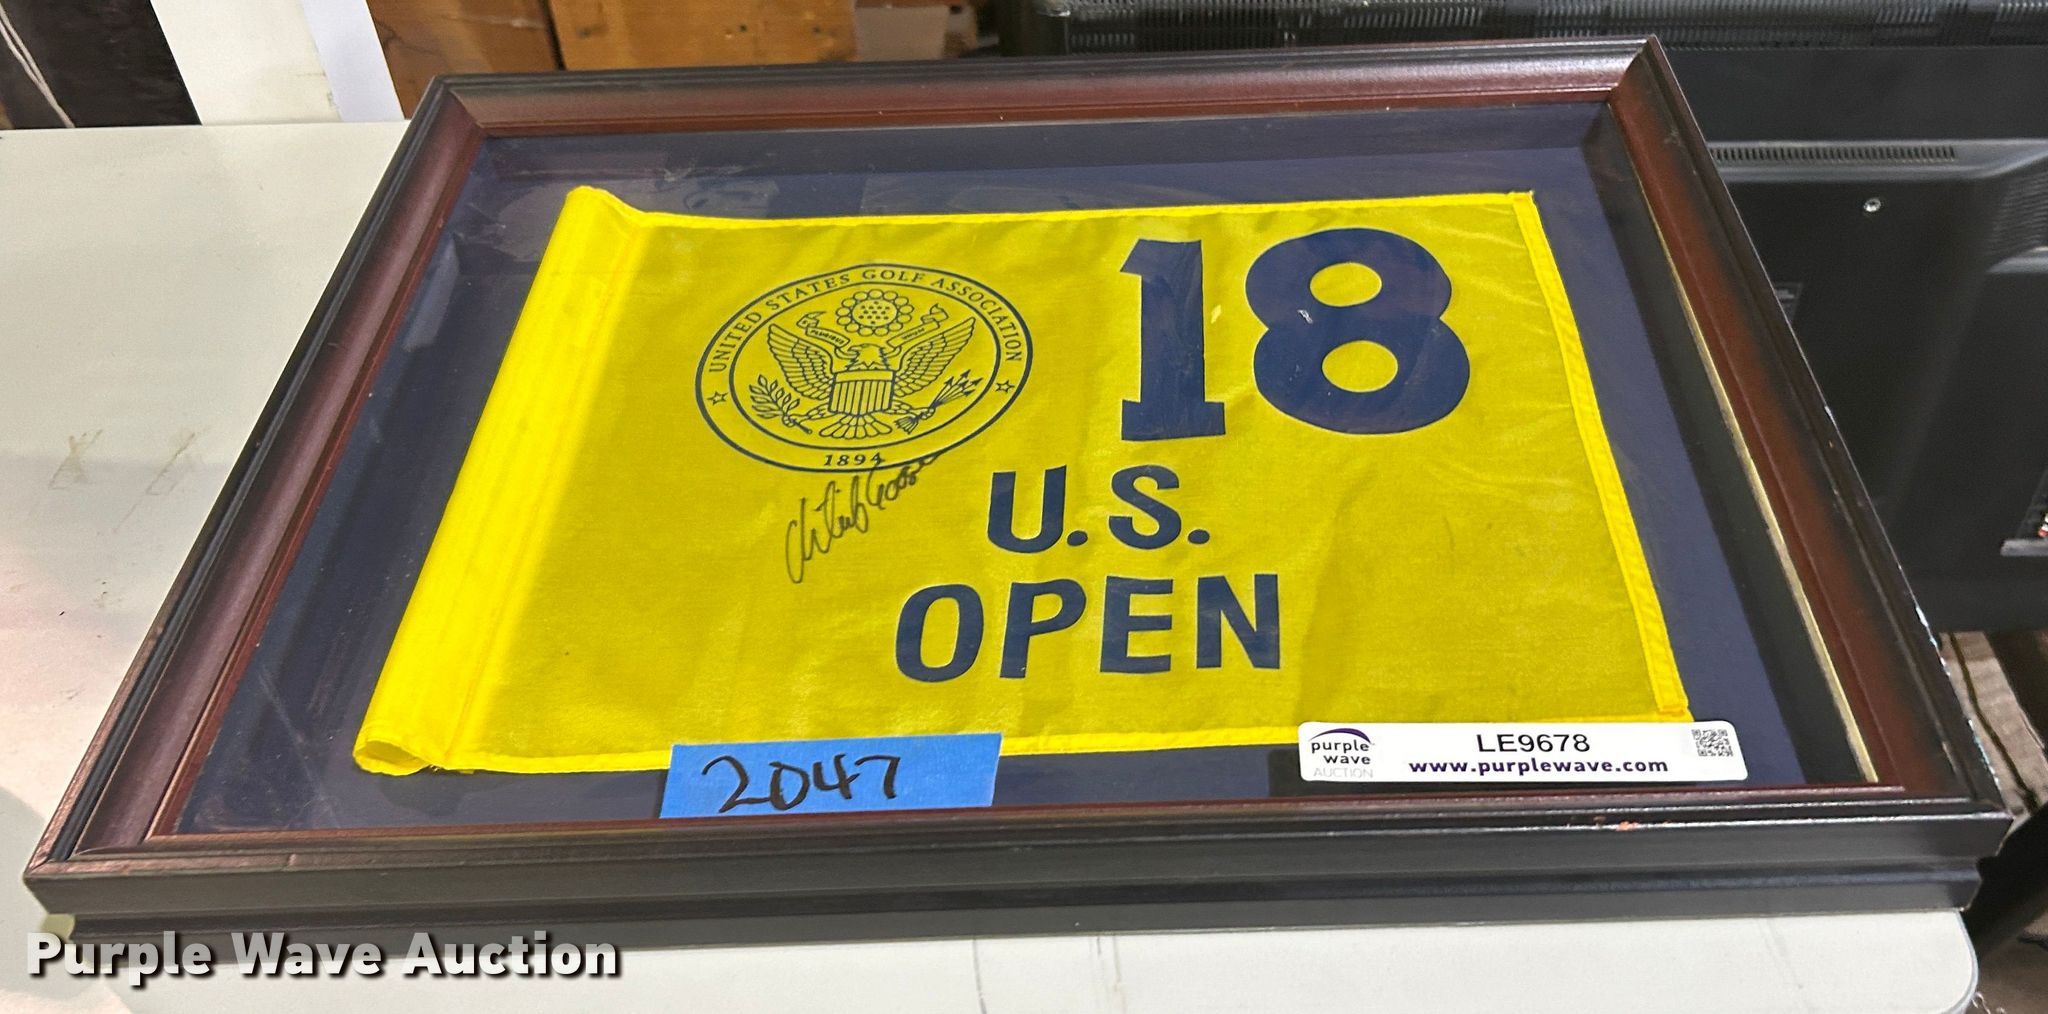 UNITED STATES GOLF ASSOCIATION
1894
18
U.S.
OPEN
2047
purple wave
AUCTION
LE9678
www.purplewave.com
Purple Wave Auction